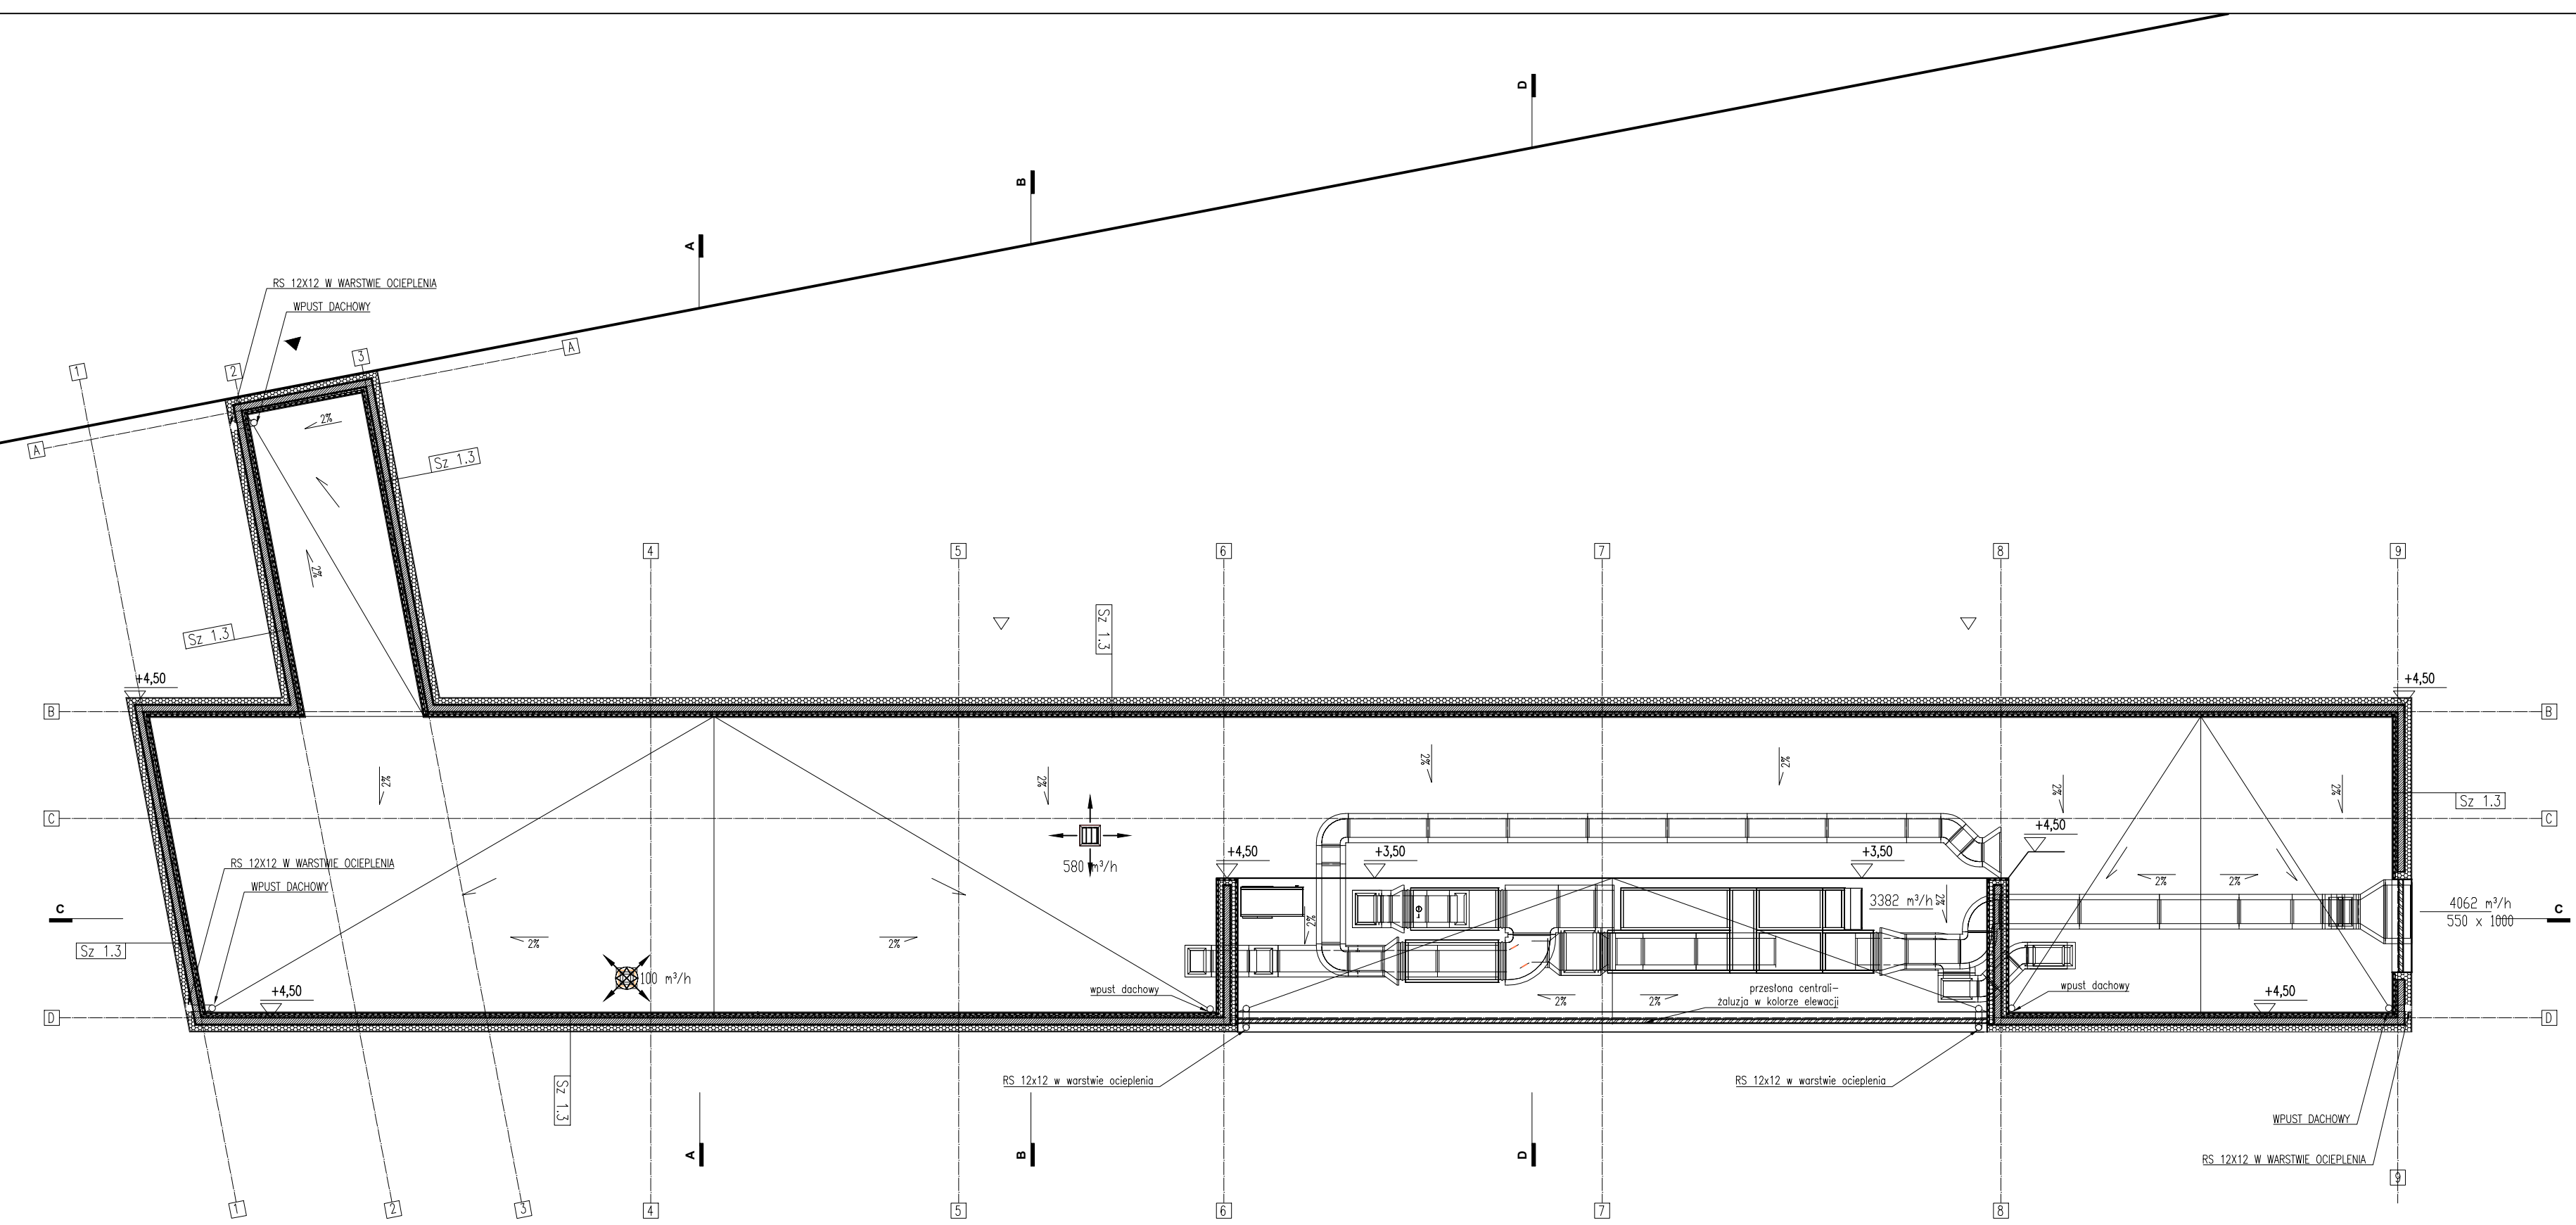 D
B
A
RS 12X12 W WARSTWIE OCIEPLENIA
WPUST DACHOWY
1
2
3
A
A
2%
Sz 1.3
2%
Sz 1.3
4
5
6
7
8
9
Sz 1.3
+4,50
+4,50
B
B
2%
2%
2%
2%
2%
2%
Sz 1.3
C
C
580 m³/h
+4,50
+3,50
+3,50
+4,50
RS 12X12 W WARSTWIE OCIEPLENIA
WPUST DACHOWY
2%
2%
3382 m³/h
2%
2%
4062 m³/h
550 x 1000
C
C
Sz 1.3
2%
2%
100 m³/h
+4,50
wpust dachowy
2%
2%
przesłona centrali-
żaluzja w kolorze elewacji
wpust dachowy
+4,50
D
D
RS 12x12 w warstwie ocieplenia
RS 12x12 w warstwie ocieplenia
Sz 1.3
WPUST DACHOWY
RS 12X12 W WARSTWIE OCIEPLENIA
A
B
D
9
1
2
3
4
5
6
7
8